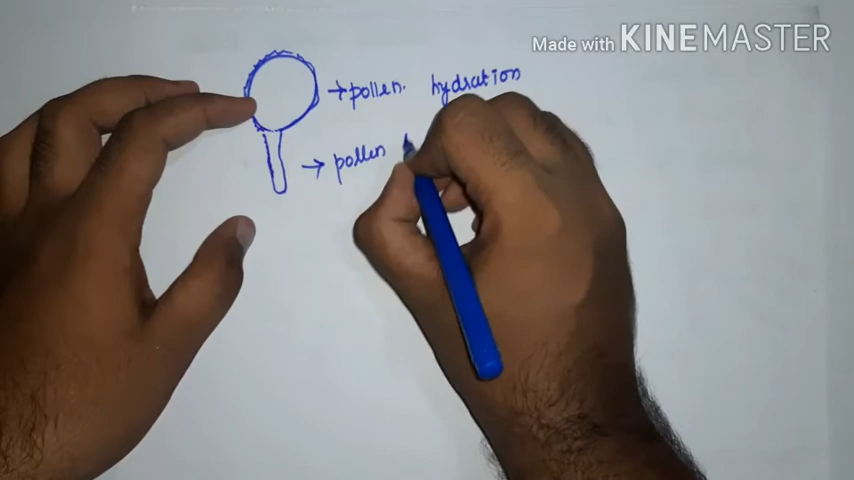 Made with KINEMASTER
→ pollen. hydration
→ pollen